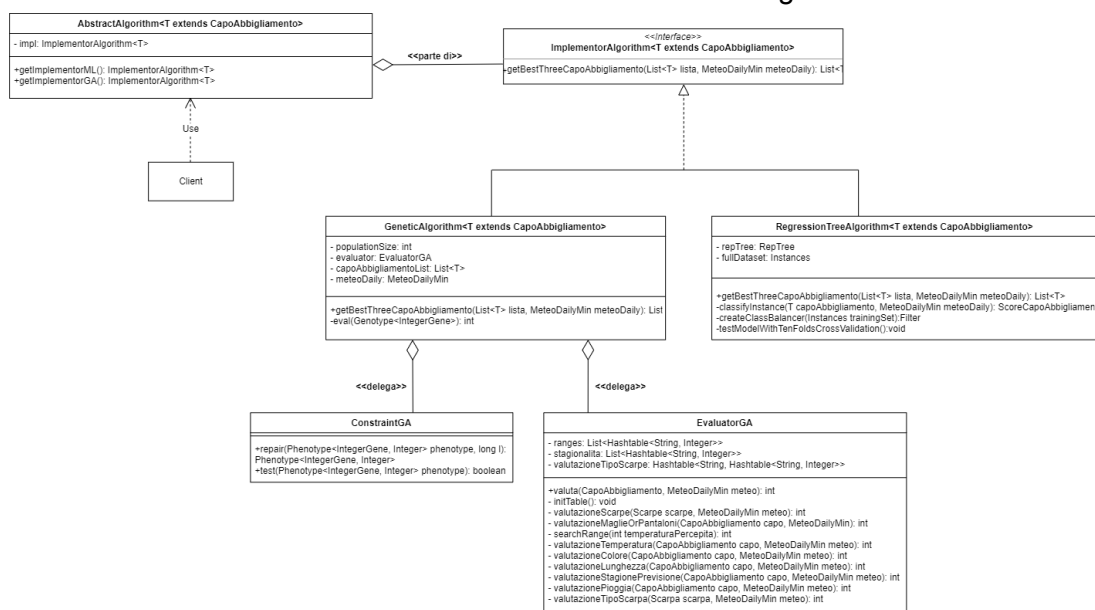 AbstractAlgorithm<T extends CapoAbbigliamento>
- impl: ImplementorAlgorithm<T>
+getImplementorML(): ImplementorAlgorithm<T>
+getImplementorGA(): ImplementorAlgorithm<T>
<<parte di>>
<<Interface>>
ImplementorAlgorithm<T extends CapoAbbigliamento>
+getBestThreeCapoAbbigliamento(List<T> lista, MeteoDailyMin meteoDaily): List<T
Use
Client
GeneticAlgorithm<T extends CapoAbbigliamento>
- populationSize: int
- evaluator: EvaluatorGA
- capoAbbigliamentoList: List<T>
- meteoDaily: MeteoDailyMin
+getBestThreeCapoAbbigliamento(List<T> lista, MeteoDailyMin meteoDaily): List
-eval(Genotype<IntegerGene>): int
RegressionTreeAlgorithm<T extends CapoAbbigliamento>
- repTree: RepTree
- fullDataset: Instances
+getBestThreeCapoAbbigliamento(List<T> lista, MeteoDailyMin meteoDaily): List<T>
-classifyInstance(T capoAbbigliamento, MeteoDailyMin meteoDaily): ScoreCapoAbbigliamen
-createClassBalancer(Instances trainingSet):Filter
-testModelWithTenFoldsCrossValidation():void
<<delega>>
<<delega>>
ConstraintGA
+repair(Phenotype<IntegerGene, Integer> phenotype, long l):
Phenotype<IntegerGene, Integer>
+test(Phenotype<IntegerGene, Integer> phenotype): boolean
EvaluatorGA
- ranges: List<Hashtable<String, Integer>>
- stagionalita: List<Hashtable<String, Integer>>
- valutazioneTipoScarpe: Hashtable<String, Hashtable<String, Integer>>
+valuta(CapoAbbigliamento, MeteoDailyMin meteo): int
- initTable(): void
- valutazioneScarpe(Scarpe scarpe, MeteoDailyMin meteo): int
- valutazioneMaglieOrPantaloni(CapoAbbigliamento capo, MeteoDailyMin): int
- searchRange(int temperaturaPercepita): int
- valutazioneTemperatura(CapoAbbigliamento capo, MeteoDailyMin meteo): int
- valutazioneColore(CapoAbbigliamento capo, MeteoDailyMin meteo): int
- valutazioneLunghezza(CapoAbbigliamento capo, MeteoDailyMin meteo): int
- valutazioneStagionePrevisione(CapoAbbigliamento capo, MeteoDailyMin meteo): int
- valutazionePioggia(CapoAbbigliamento capo, MeteoDailyMin meteo): int
- valutazioneTipoScarpa(Scarpa scarpa, MeteoDailyMin meteo): int